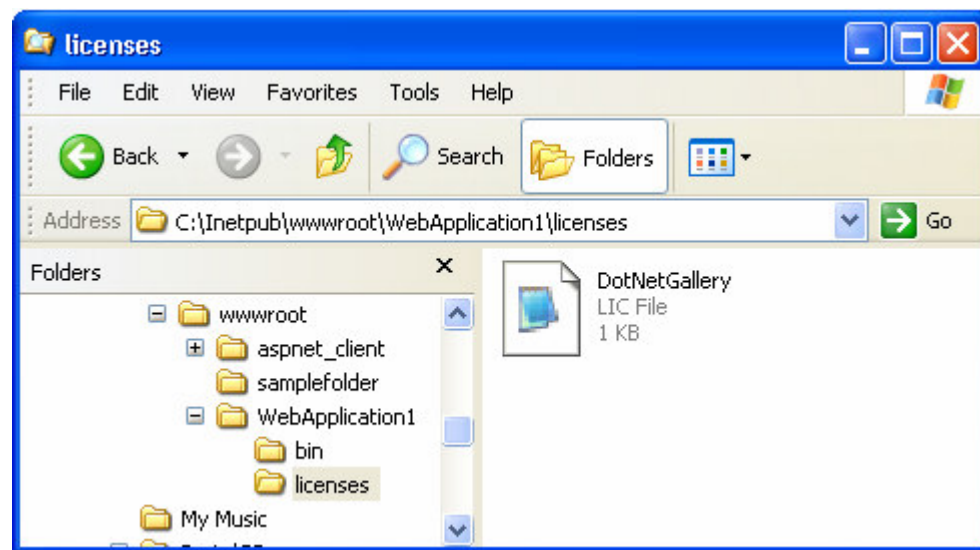 licenses
File Edit View Favorites Tools Help
Back Search Folders
Address C:\Inetpub\wwwroot\WebApplication1\licenses Go
Folders
wwwroot
aspnet_client
samplefolder
WebApplication1
bin
licenses
My Music
DotNetGallery
LIC File
1 KB